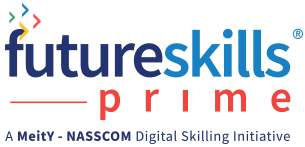 futureskills®
prime
A MeitY - NASSCOM Digital Skilling Initiative